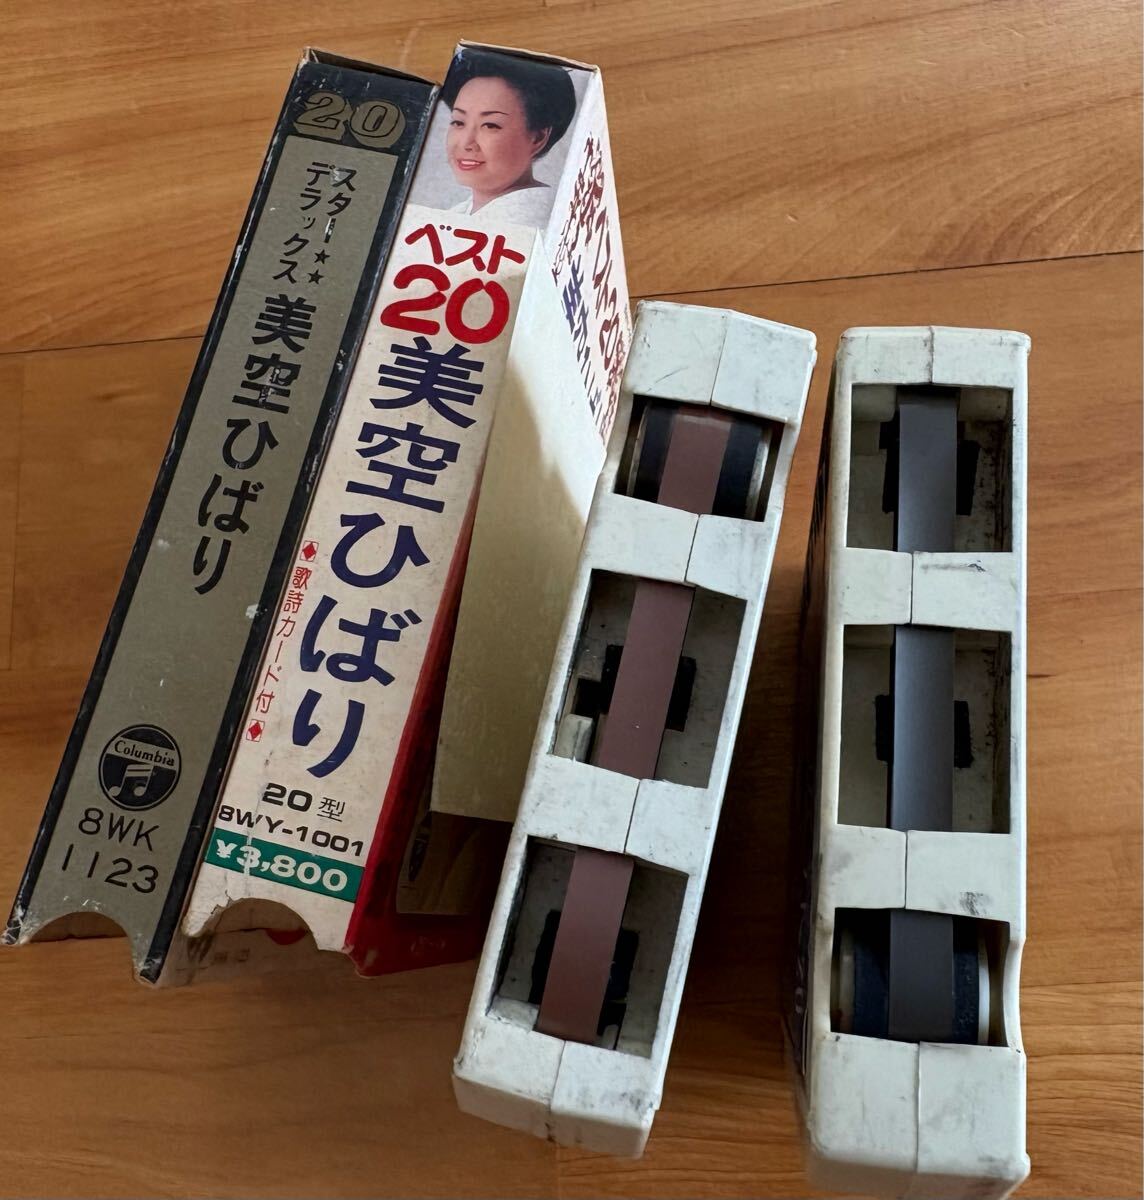 20
スター★★
デラックス
美空ひばり
Columbia
8WK
1123
ベスト
20
美空ひばり
◆歌詩カード付◆
20型
8WY-1001
¥3,800